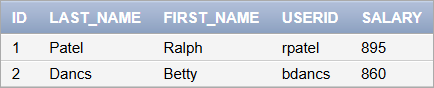 ID LAST_NAME FIRST_NAME USERID SALARY
1 Patel Ralph rpatel 895
2 Dancs Betty bdancs 860